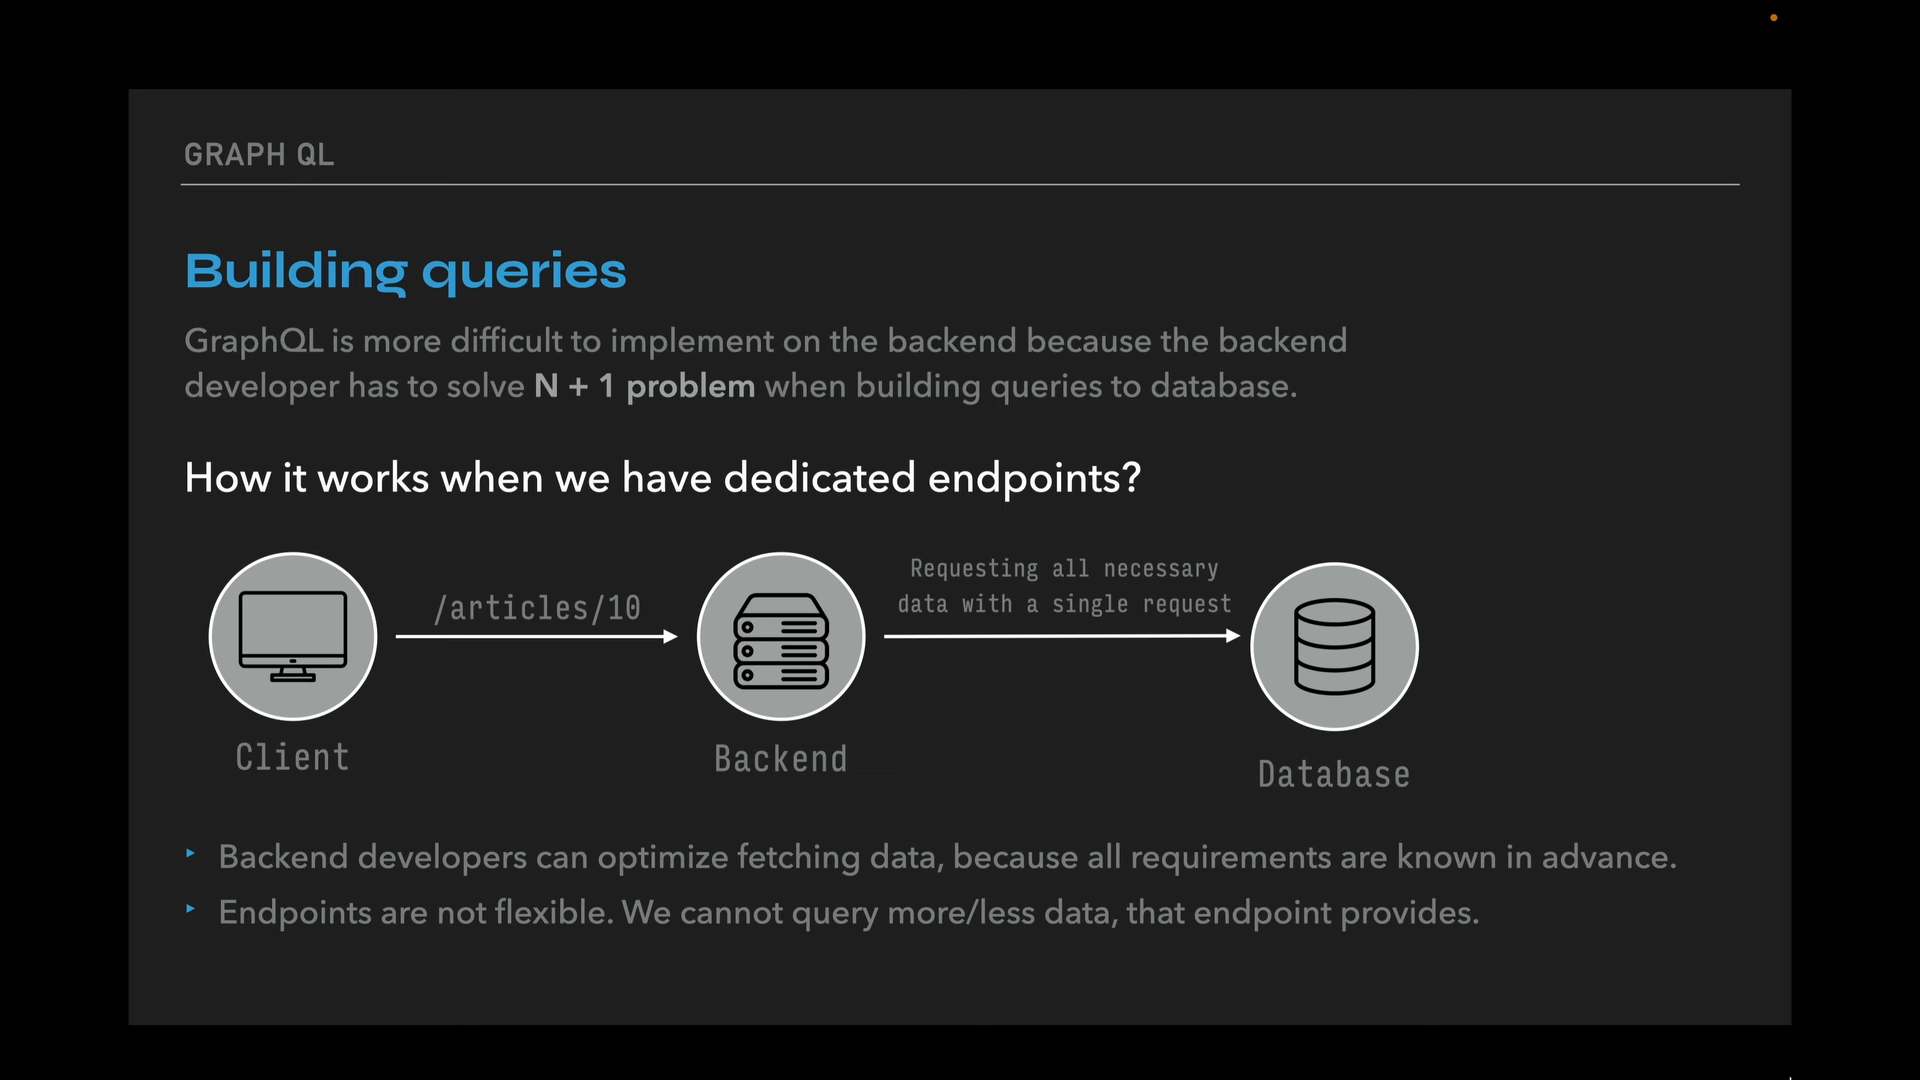 GRAPH QL
Building queries
GraphQL is more difficult to implement on the backend because the backend
developer has to solve N + 1 problem when building queries to database.
How it works when we have dedicated endpoints?
/articles/10
Requesting all necessary
data with a single request
Client
Backend
Database
‣ Backend developers can optimize fetching data, because all requirements are known in advance.
‣ Endpoints are not flexible. We cannot query more/less data, that endpoint provides.